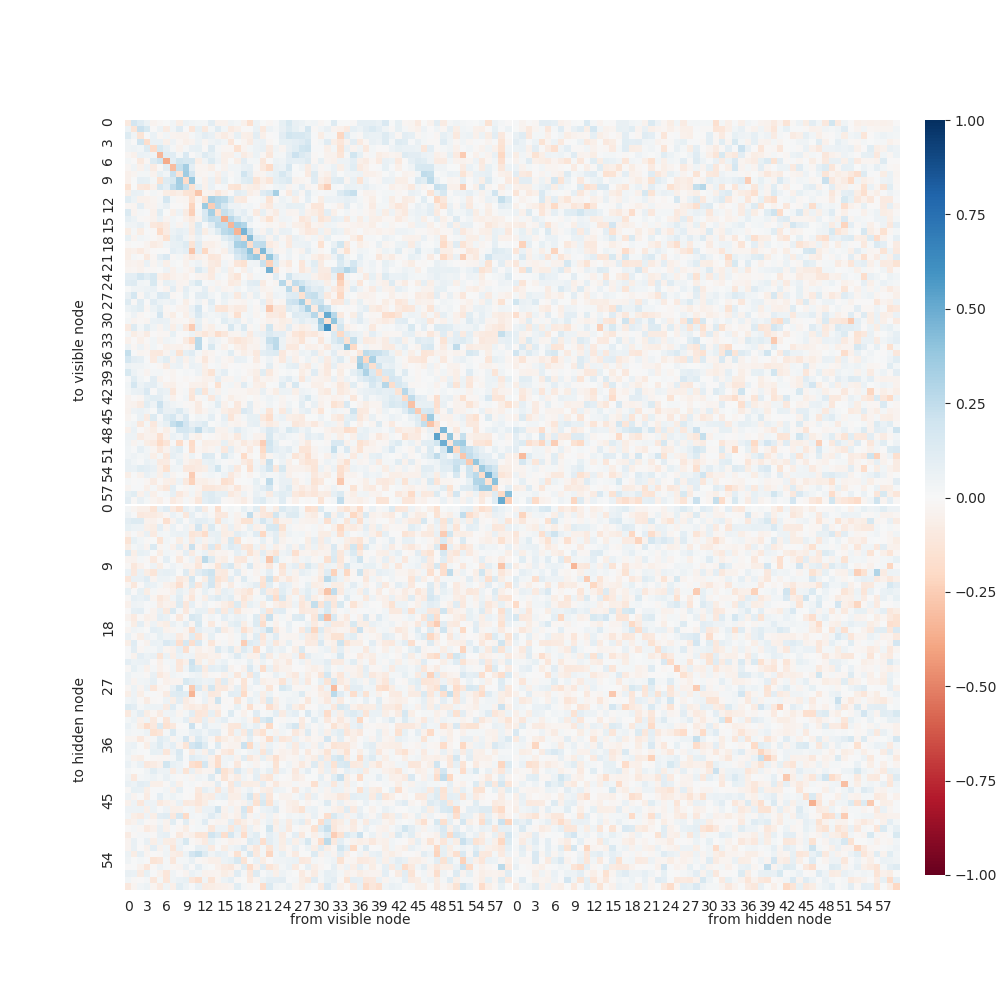 to visible node
0 3 6 9 12 15 18 21 24 27 30 33 36 39 42 45 48 51 54 57
to hidden node
0 9 18 27 36 45 54
0 3 6 9 12 15 18 21 24 27 30 33 36 39 42 45 48 51 54 57
from visible node
0 3 6 9 12 15 18 21 24 27 30 33 36 39 42 45 48 51 54 57
from hidden node
1.00
0.75
0.50
0.25
0.00
−0.25
−0.50
−0.75
−1.00